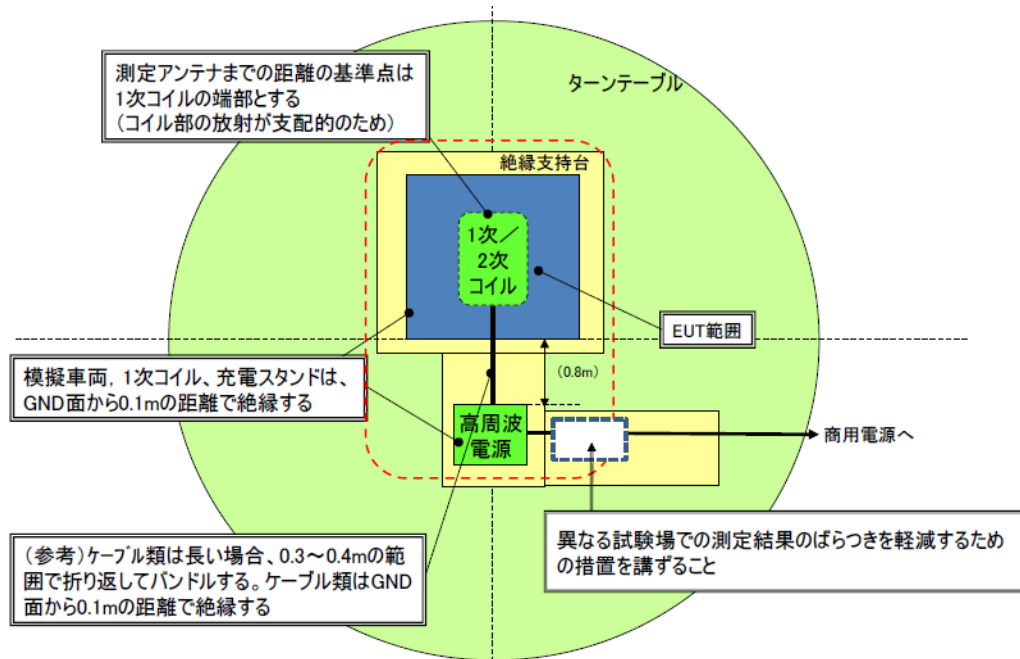 測定アンテナまでの距離の基準点は
1次コイルの端部とする
（コイル部の放射が支配的のため）
ターンテーブル
絶縁支持台
1次／
2次
コイル
EUT範囲
模擬車両，1次コイル、充電スタンドは、
GND面から0.1mの距離で絶縁する
（0.8m）
高周波
電源
商用電源へ
（参考）ケーブル類は長い場合、0.3～0.4mの範
囲で折り返してバンドルする。ケーブル類はGND
面から0.1mの距離で絶縁する
異なる試験場での測定結果のばらつきを軽減するため
の措置を講ずること